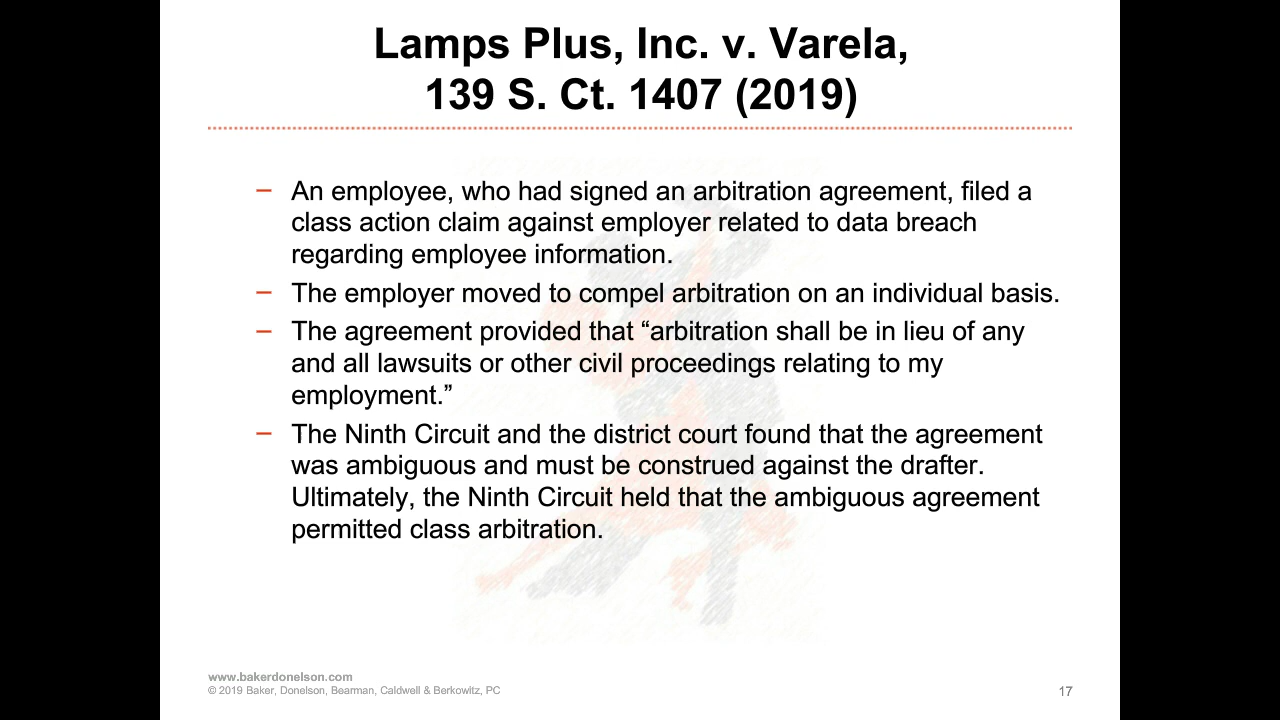 Lamps Plus, Inc. v. Varela,
139 S. Ct. 1407 (2019)
– An employee, who had signed an arbitration agreement, filed a
class action claim against employer related to data breach
regarding employee information.
– The employer moved to compel arbitration on an individual basis.
– The agreement provided that “arbitration shall be in lieu of any
and all lawsuits or other civil proceedings relating to my
employment.”
– The Ninth Circuit and the district court found that the agreement
was ambiguous and must be construed against the drafter.
Ultimately, the Ninth Circuit held that the ambiguous agreement
permitted class arbitration.
www.bakerdonelson.com
© 2019 Baker, Donelson, Bearman, Caldwell & Berkowitz, PC
17